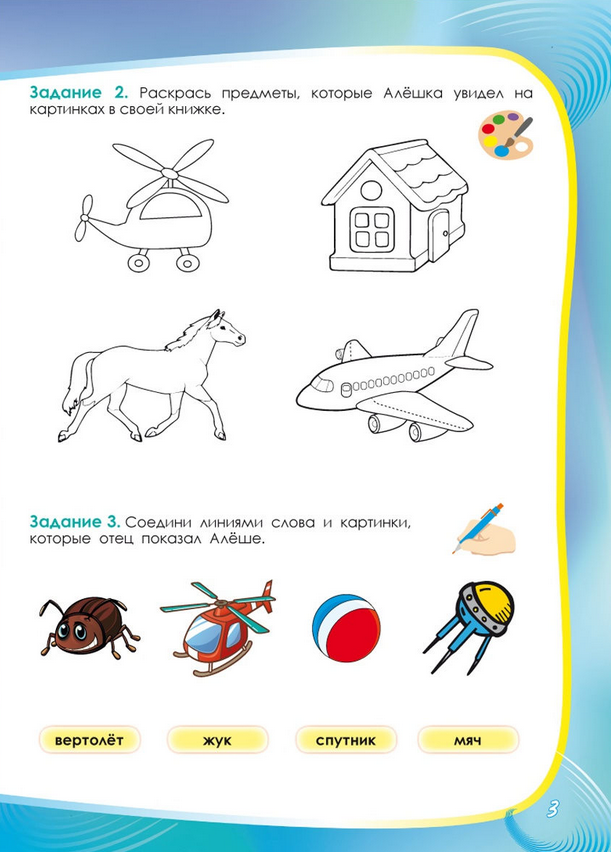 Задание 2. Раскрась предметы, которые Алёшка увидел на
картинках в своей книжке.
Задание 3. Соедини линиями слова и картинки,
которые отец показал Алёше.
вертолёт жук спутник мяч
3